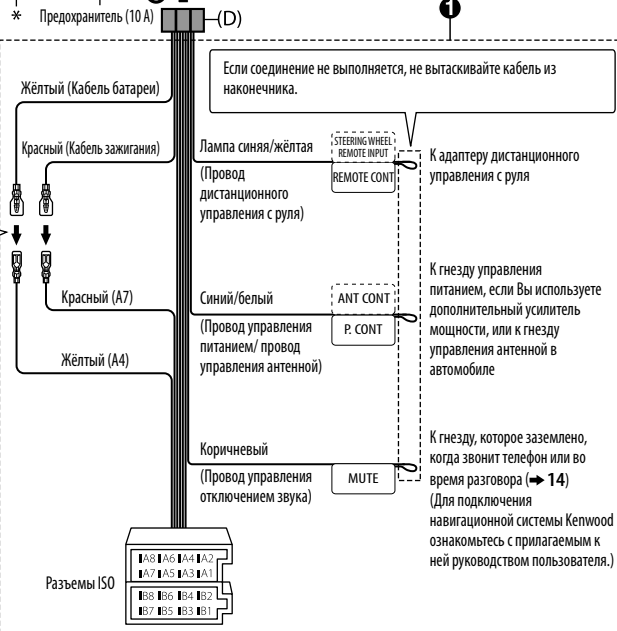 * Предохранитель (10 A)
(D)
1
Если соединение не выполняется, не вытаскивайте кабель из
наконечника.
Жёлтый (Кабель батареи)
Красный (Кабель зажигания)
Лампа синяя/жёлтая
(Провод
дистанционного
управления с руля)
STEERING WHEEL
REMOTE INPUT
REMOTE CONT
К адаптеру дистанционного
управления с руля
Красный (A7)
Жёлтый (A4)
Синий/белый
(Провод управления
питанием/ провод
управления антенной)
ANT CONT
P. CONT
К гнезду управления
питанием, если Вы используете
дополнительный усилитель
мощности, или к гнезду
управления антенной в
автомобиле
Коричневый
(Провод управления
отключением звука)
MUTE
К гнезду, которое заземлено,
когда звонит телефон или во
время разговора (➜ 14)
(Для подключения
навигационной системы Kenwood
ознакомьтесь с прилагаемым к
ней руководством пользователя.)
Разъемы ISO
A8 A6 A4 A2
A7 A5 A3 A1
B8 B6 B4 B2
B7 B5 B3 B1